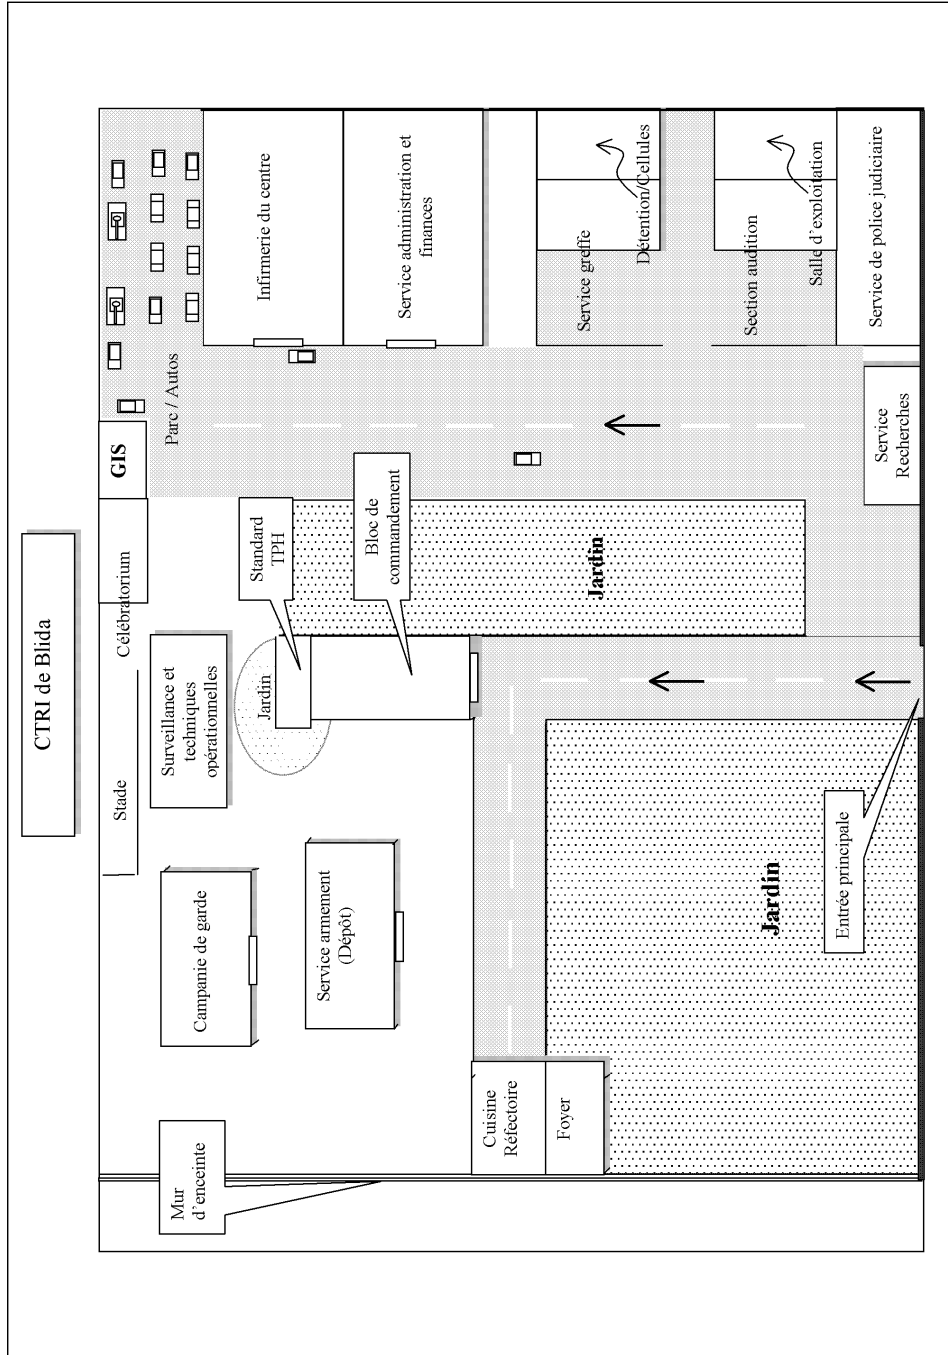 CTRI de Blida
Mur
d'enceinte
Campanie de garde
Stade
Célébratorium
GIS
Surveillance et
techniques
opérationnelles
Parc / Autos
Service armement
(Dépôt)
Jardin
Standard
TPH
Bloc de
commandement
Infirmerie du centre
Service administration et
finances
Cuisine
Réfectoire
Foyer
Jardin
Service greffe
Détention/Cellules
Jardin
Section audition
Salle d'exploitation
Entrée principale
Service
Recherches
Service de police judiciaire